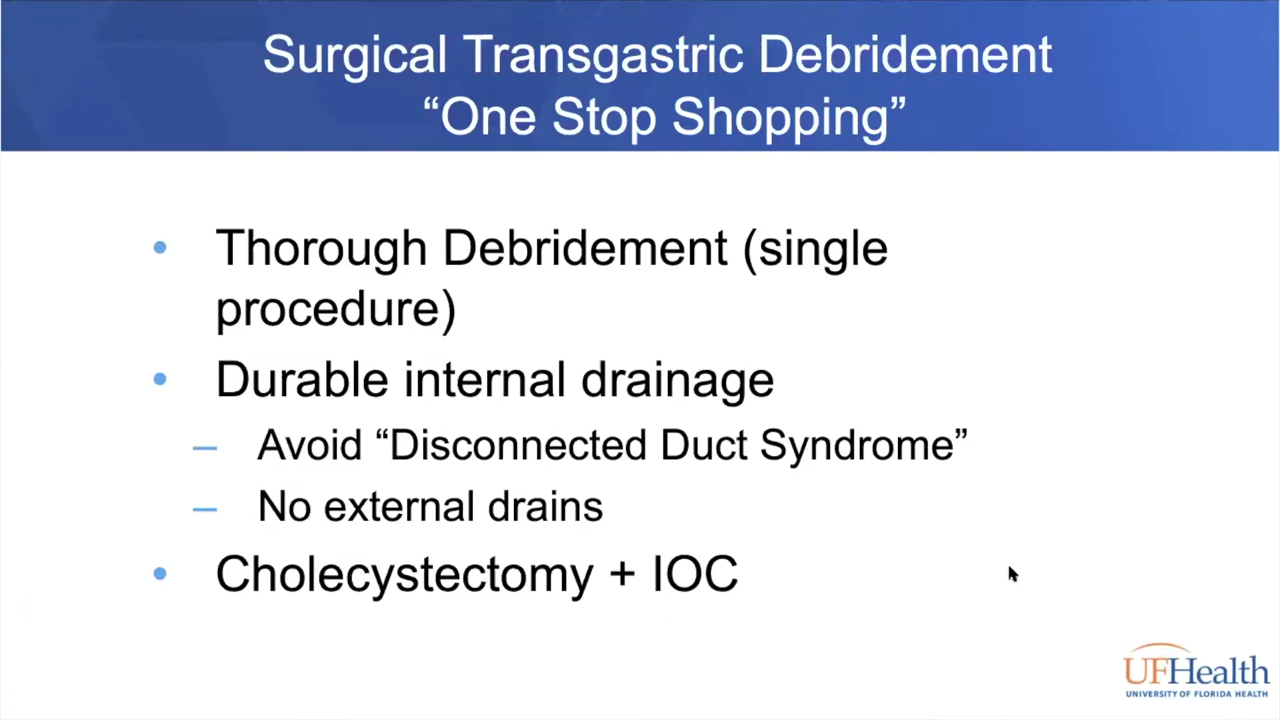 Surgical Transgastric Debridement
“One Stop Shopping”
• Thorough Debridement (single
procedure)
• Durable internal drainage
– Avoid “Disconnected Duct Syndrome”
– No external drains
• Cholecystectomy + IOC
UFHealth
UNIVERSITY OF FLORIDA HEALTH